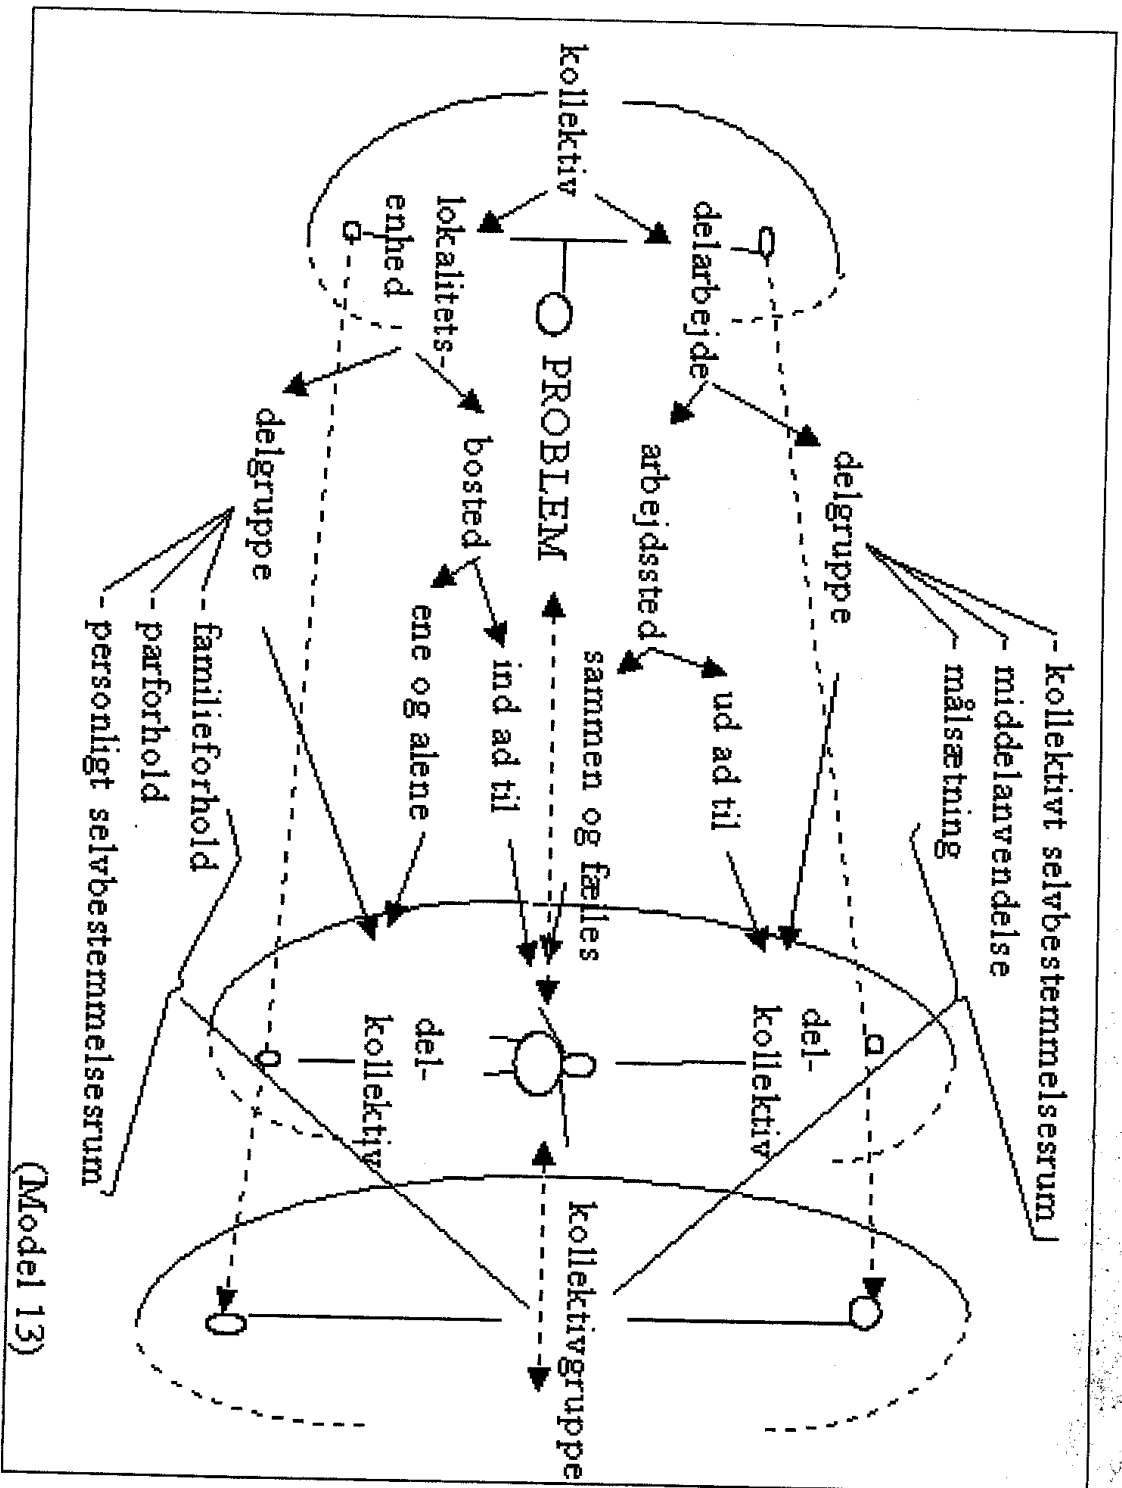 - kollektivt selvbestemmelsesrum
- middelanvendelse
- målsætning
delgruppe
del-
kollektiv
ud ad til
delarbejde
arbejdssted
sammen og fælles
kollektivgruppe
kollektiv
PROBLEM
ind ad til
bosted
lokalitets-
enhed
ene og alene
del-
kollektiv
delgruppe
- familieforhold
- parforhold
- personligt selvbestemmelsesrum
(Model 13)